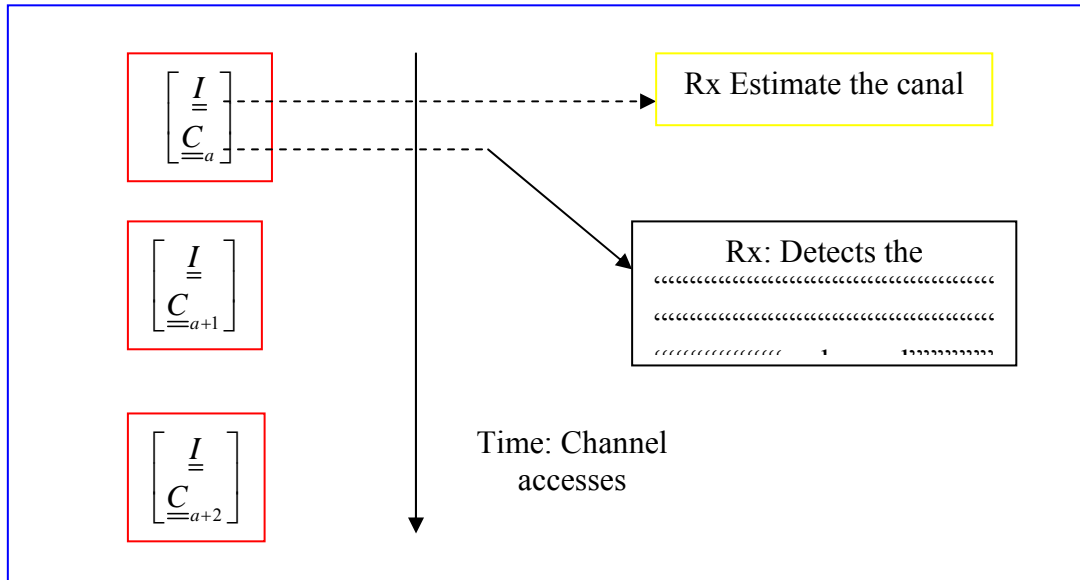 I
C a
Rx Estimate the canal
I
C a+1
Rx: Detects the
““““““““““““““““““““““““
““““““““““““““““““““““““
I
C a+2
Time: Channel
accesses